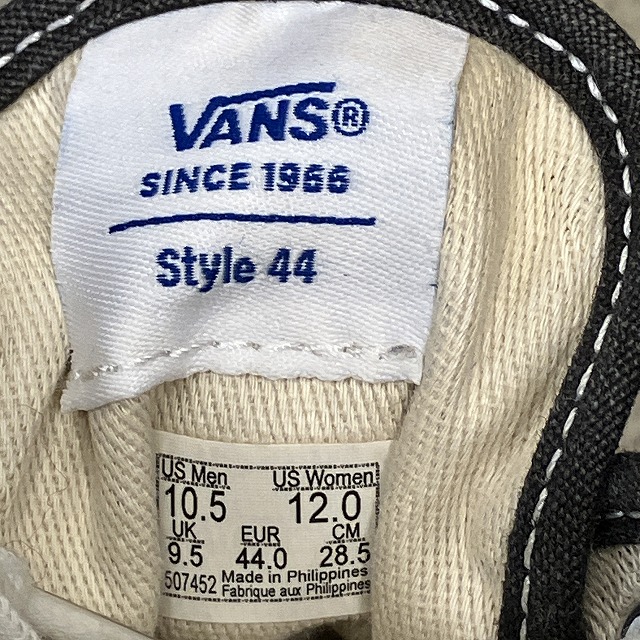 VANS®
SINCE 1966
Style 44
US Men US Women
10.5 12.0
UK EUR CM
9.5 44.0 28.5
507452 Made in Philippines
Fabrique aux Philippines